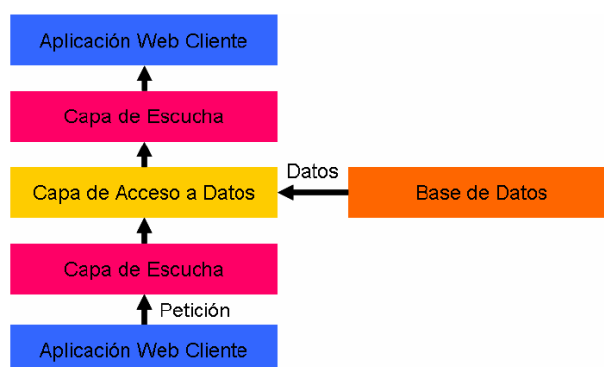 Aplicación Web Cliente
Capa de Escucha
Datos
Capa de Acceso a Datos
Base de Datos
Capa de Escucha
Petición
Aplicación Web Cliente